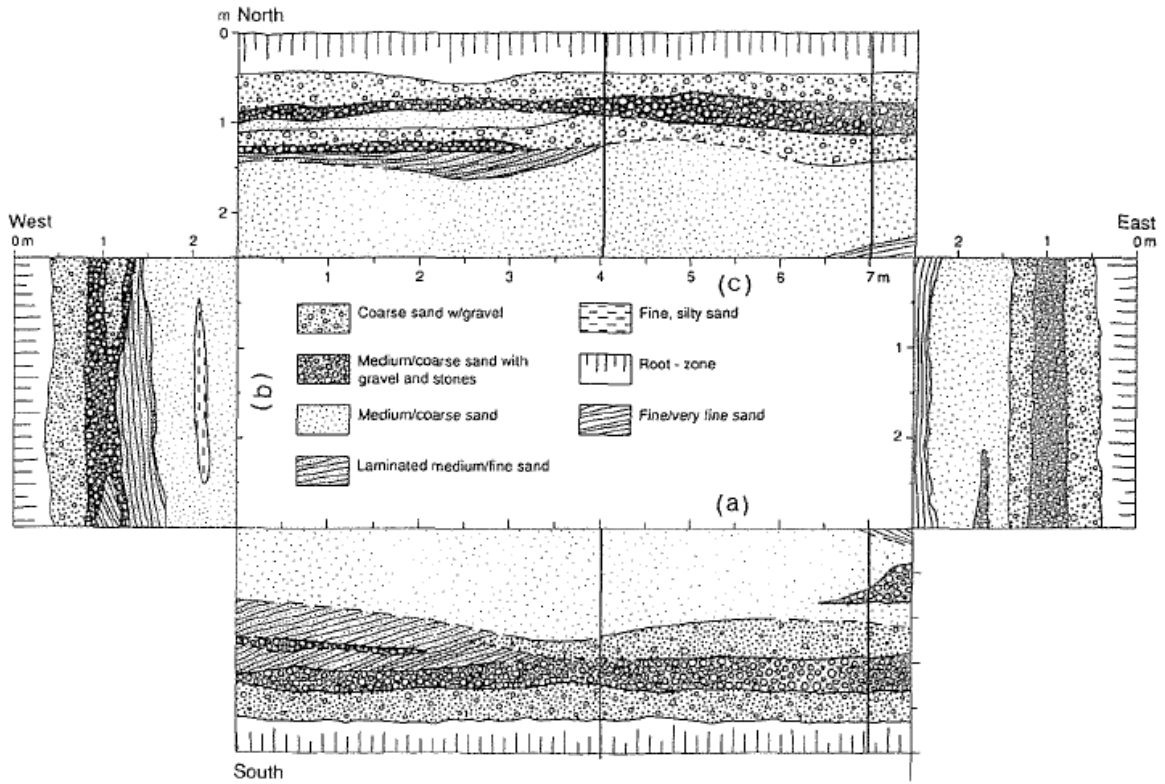 m North
0
1
2
West
0 m 1 2
East
2 1 0 m
1 2 3 4 5 6 7 m
(c)
Coarse sand w/gravel
Fine, silty sand
Medium/coarse sand with
gravel and stones
Root - zone
(b)
Medium/coarse sand
Fine/very fine sand
Laminated medium/fine sand
1
2
(a)
South